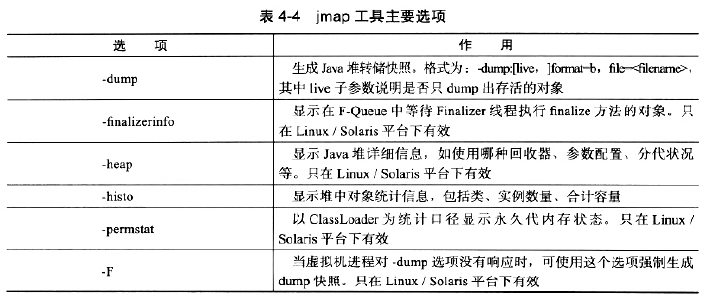 表 4-4 jmap 工具主要选项
选 项 作 用
-dump 生成 Java 堆转储快照，格式为：-dump:[live，]format=b，file=<filename>，
其中 live 子参数说明是否只 dump 出存活的对象
-finalizerinfo 显示在 F-Queue 中等待 Finalizer 线程执行 finalize 方法的对象。只
在 Linux / Solaris 平台下有效
-heap 显示 Java 堆详细信息，如使用哪种回收器、参数配置、分代状况
等。只在 Linux / Solaris 平台下有效
-histo 显示堆中对象统计信息，包括类、实例数量、合计容量
-permstat 以 ClassLoader 为统计口径显示永久代内存状态。只在 Linux /
Solaris 平台下有效
-F 当虚拟机进程对 -dump 选项没有响应时，可使用这个选项强制生成
dump 快照。只在 Linux / Solaris 平台下有效